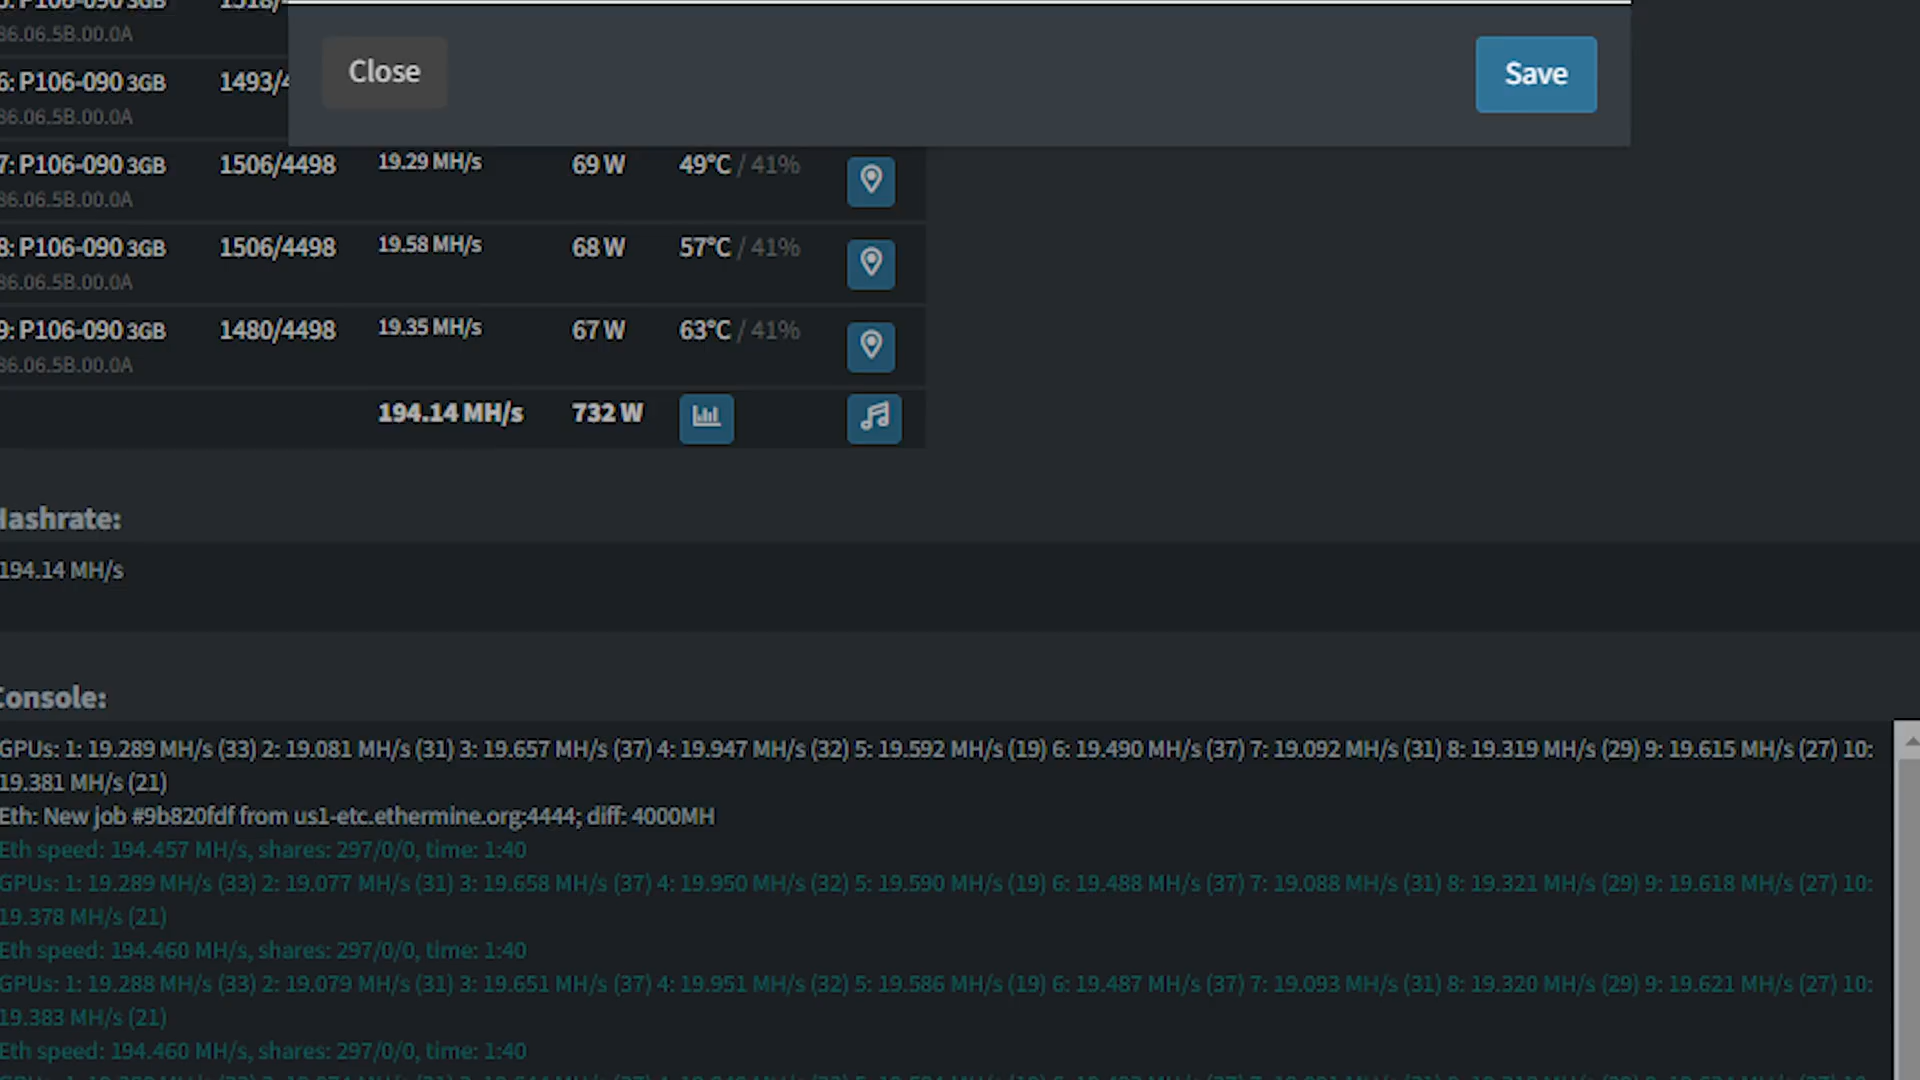 5: P106-090 3GB 1518/4
86.06.5B.00.0A
Close
Save
6: P106-090 3GB 1493/4
86.06.5B.00.0A
7: P106-090 3GB 1506/4498 19.29 MH/s 69 W 49°C / 41%
86.06.5B.00.0A
8: P106-090 3GB 1506/4498 19.58 MH/s 68 W 57°C / 41%
86.06.5B.00.0A
9: P106-090 3GB 1480/4498 19.35 MH/s 67 W 63°C / 41%
86.06.5B.00.0A
194.14 MH/s 732 W
Hashrate:
194.14 MH/s
Console:
GPUs: 1: 19.289 MH/s (33) 2: 19.081 MH/s (31) 3: 19.657 MH/s (37) 4: 19.947 MH/s (32) 5: 19.592 MH/s (19) 6: 19.490 MH/s (37) 7: 19.092 MH/s (31) 8: 19.319 MH/s (29) 9: 19.615 MH/s (27) 10:
19.381 MH/s (21)
Eth: New job #9b820fdf from us1-etc.ethermine.org:4444; diff: 4000MH
Eth speed: 194.457 MH/s, shares: 297/0/0, time: 1:40
GPUs: 1: 19.289 MH/s (33) 2: 19.077 MH/s (31) 3: 19.658 MH/s (37) 4: 19.950 MH/s (32) 5: 19.590 MH/s (19) 6: 19.488 MH/s (37) 7: 19.088 MH/s (31) 8: 19.321 MH/s (29) 9: 19.618 MH/s (27) 10:
19.378 MH/s (21)
Eth speed: 194.460 MH/s, shares: 297/0/0, time: 1:40
GPUs: 1: 19.288 MH/s (33) 2: 19.079 MH/s (31) 3: 19.651 MH/s (37) 4: 19.951 MH/s (32) 5: 19.586 MH/s (19) 6: 19.487 MH/s (37) 7: 19.093 MH/s (31) 8: 19.320 MH/s (29) 9: 19.621 MH/s (27) 10:
19.383 MH/s (21)
Eth speed: 194.460 MH/s, shares: 297/0/0, time: 1:40